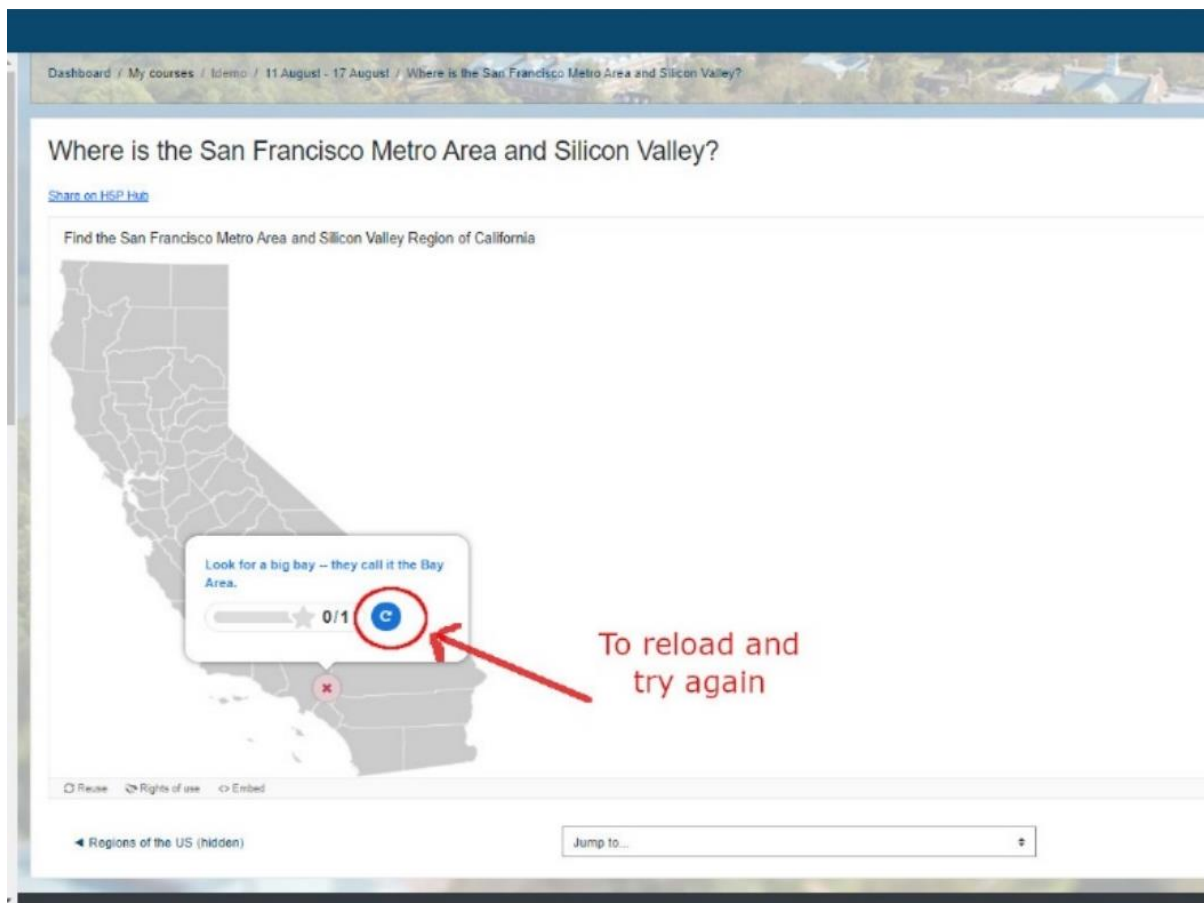 Dashboard / My courses / Idemo / 11 August - 17 August / Where is the San Francisco Metro Area and Silicon Valley?
Where is the San Francisco Metro Area and Silicon Valley?
Share on H5P Hub
Find the San Francisco Metro Area and Silicon Valley Region of California
Look for a big bay – they call it the Bay
Area.
0/1
To reload and
try again
Reuse Rights of use <> Embed
◄ Regions of the US (hidden)
Jump to...